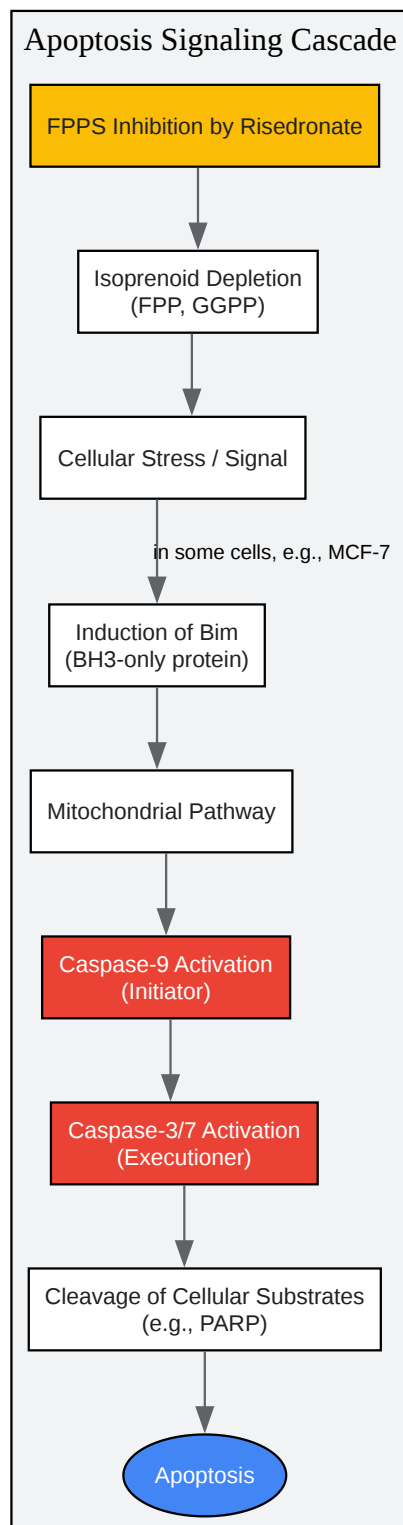 Apoptosis Signaling Cascade
FPPS Inhibition by Risedronate
Isoprenoid Depletion
(FPP, GGPP)
Cellular Stress / Signal
in some cells, e.g., MCF-7
Induction of Bim
(BH3-only protein)
Mitochondrial Pathway
Caspase-9 Activation
(Initiator)
Caspase-3/7 Activation
(Executioner)
Cleavage of Cellular Substrates
(e.g., PARP)
Apoptosis